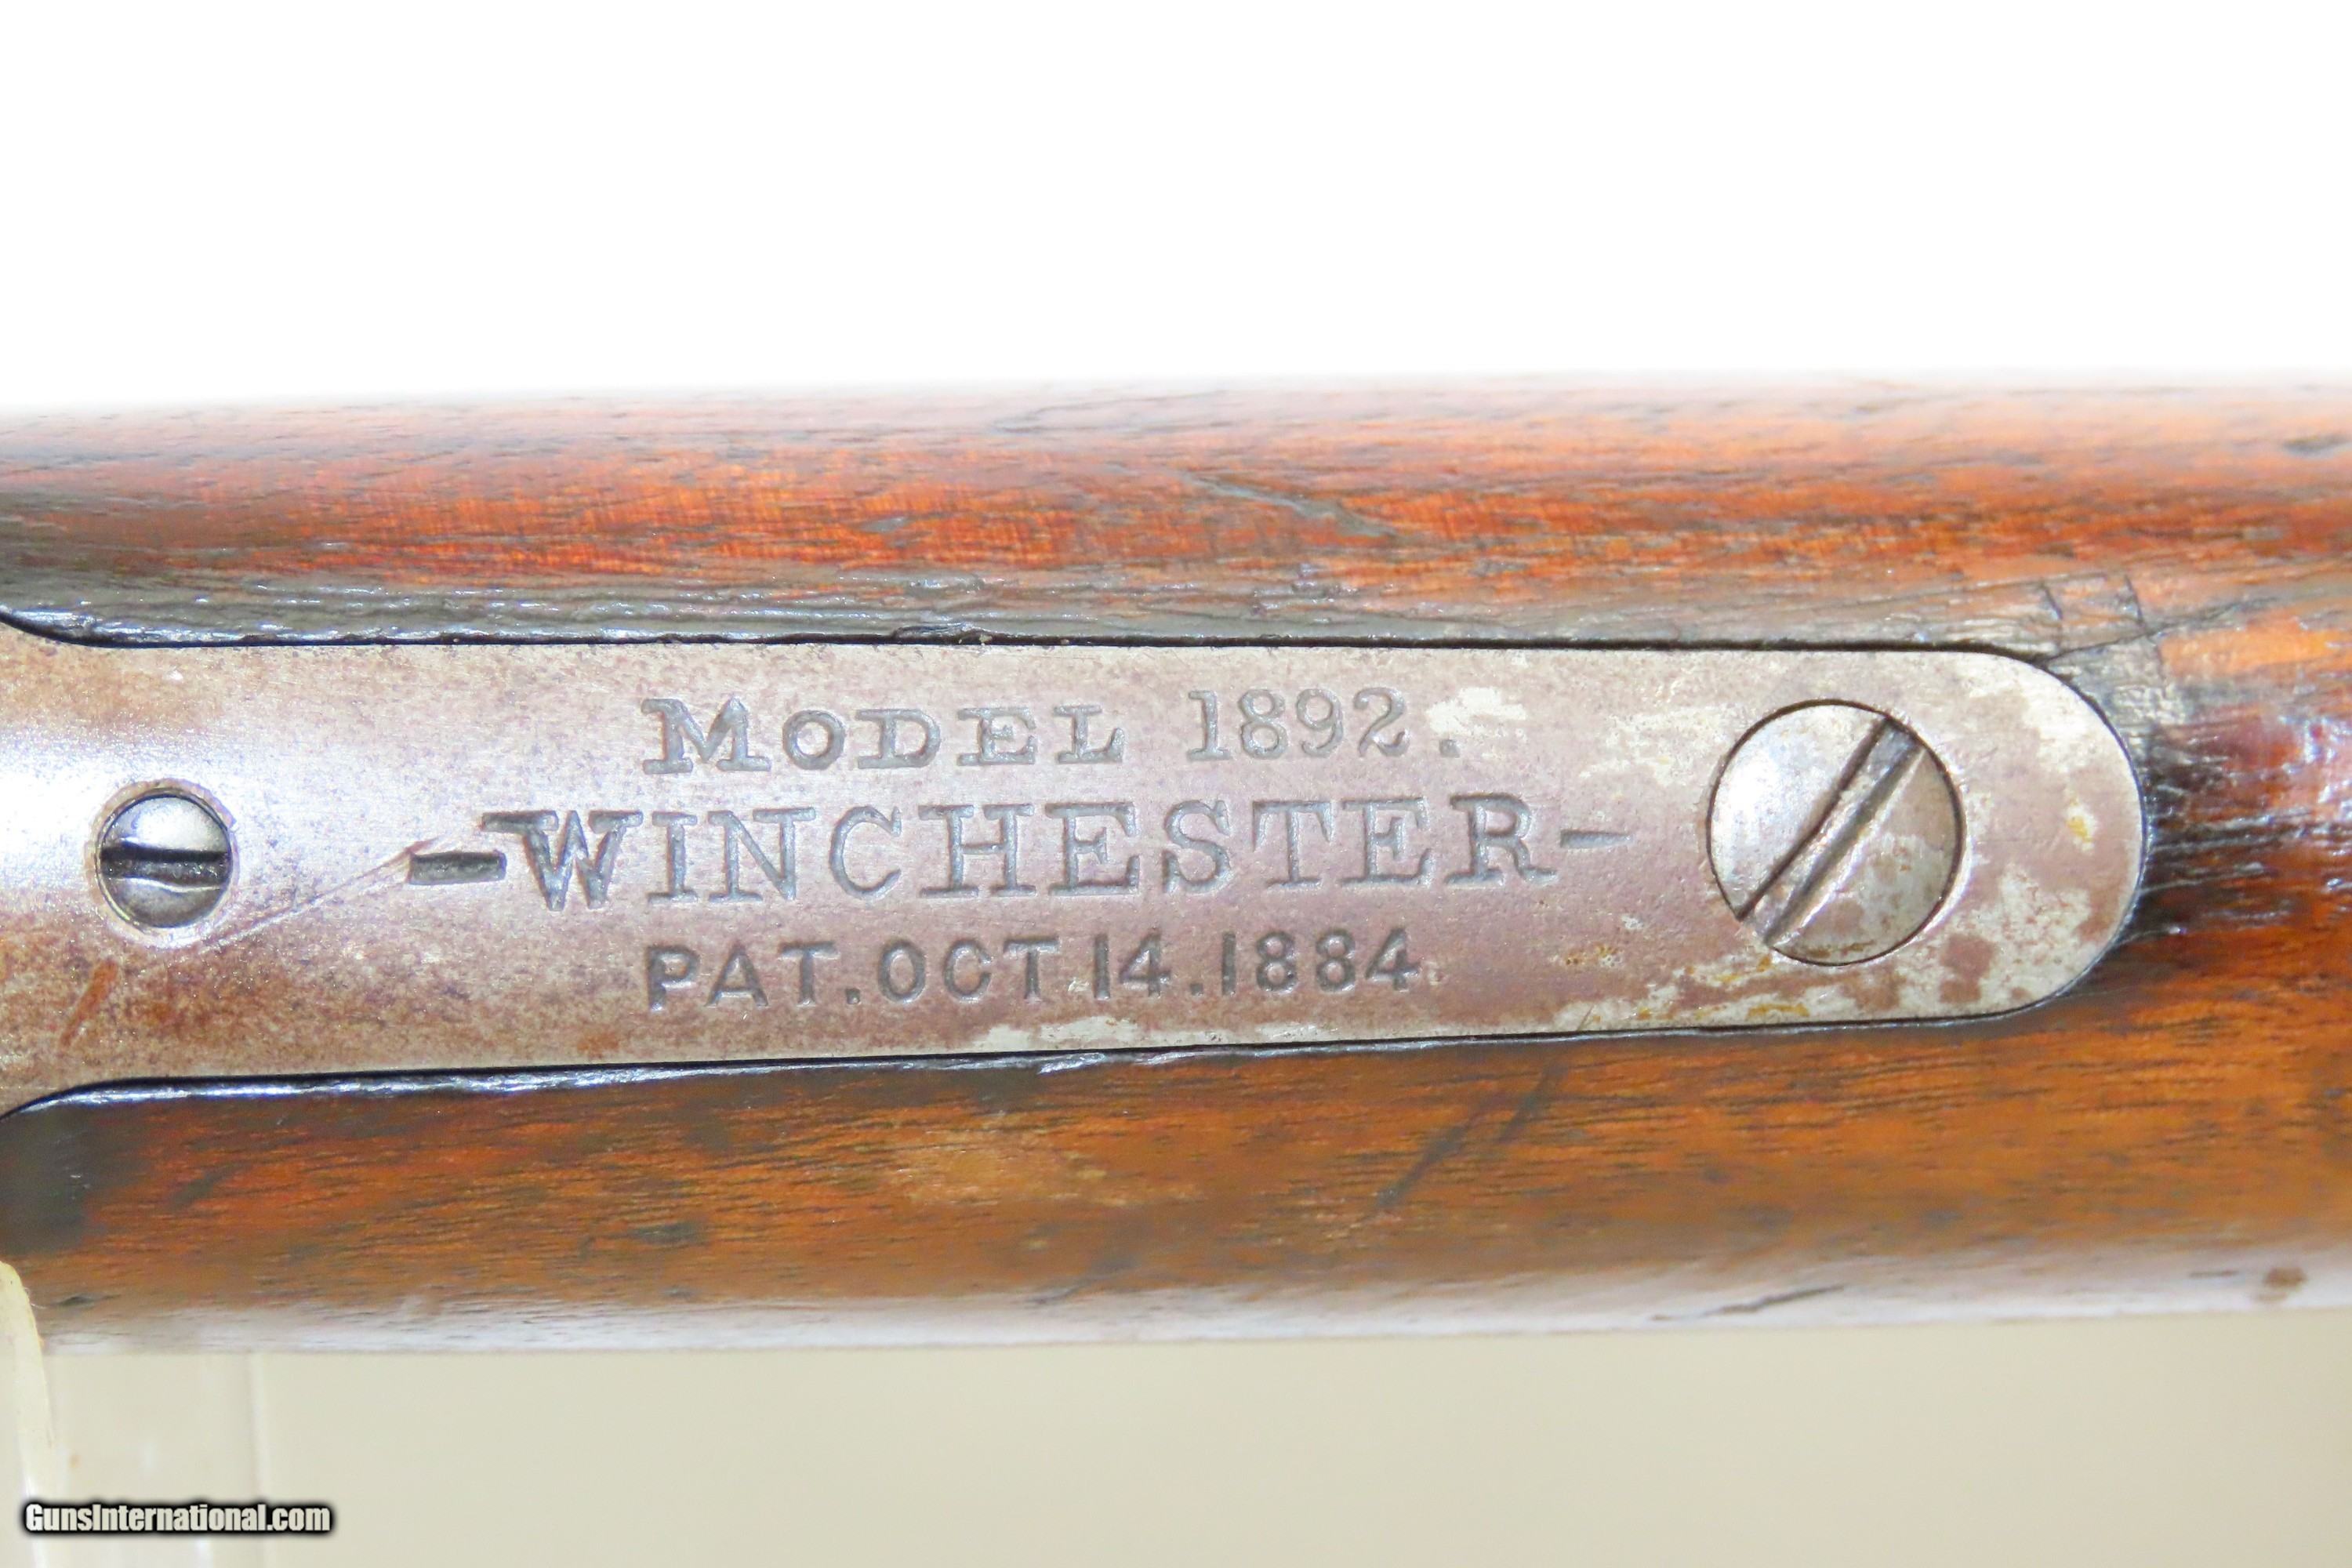 MODEL 1892.
-WINCHESTER-
PAT. OCT 14. 1884
GunsInternational.com